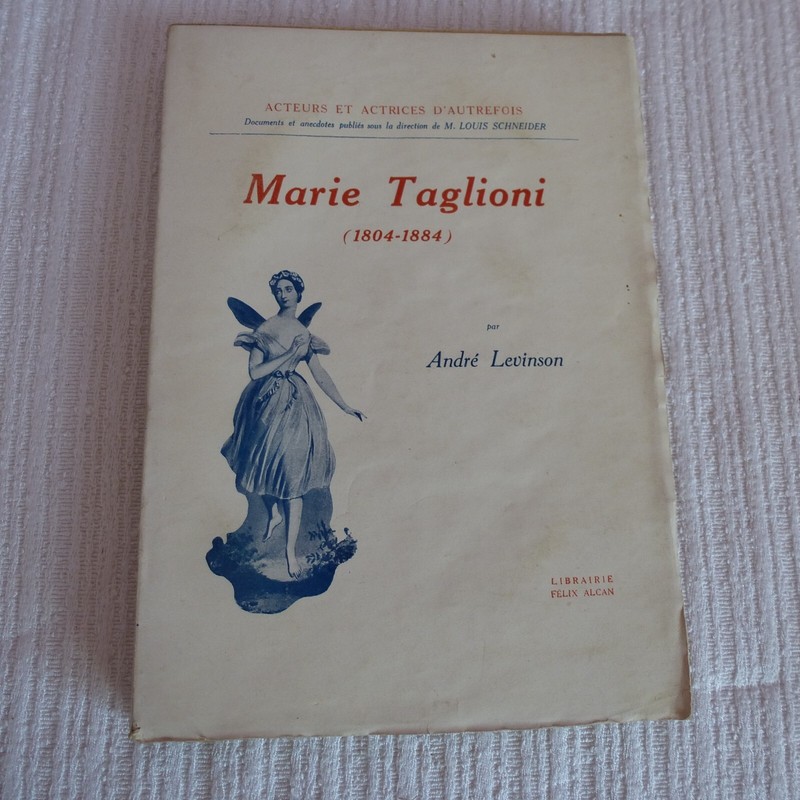 ACTEURS ET ACTRICES D'AUTREFOIS
Documents et anecdotes publiés sous la direction de M. LOUIS SCHNEIDER
Marie Taglioni
(1804-1884)
par
André Levinson
LIBRAIRIE
FÉLIX ALCAN